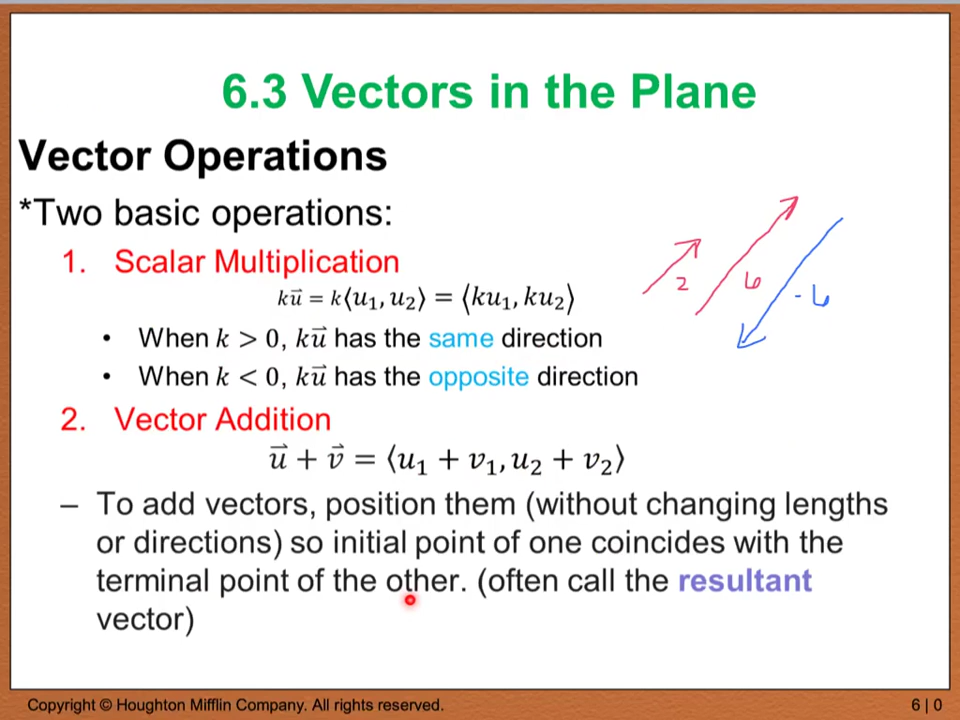 6.3 Vectors in the Plane
Vector Operations
*Two basic operations:
1. Scalar Multiplication
k𝑢⃗ = k⟨u₁, u₂⟩ = ⟨ku₁, ku₂⟩
• When k > 0, k𝑢⃗ has the same direction
• When k < 0, k𝑢⃗ has the opposite direction
2 6 -6
2. Vector Addition
𝑢⃗ + 𝑣⃗ = ⟨u₁ + v₁, u₂ + v₂⟩
– To add vectors, position them (without changing lengths
or directions) so initial point of one coincides with the
terminal point of the other. (often call the resultant
vector)
Copyright © Houghton Mifflin Company. All rights reserved. 6 | 0